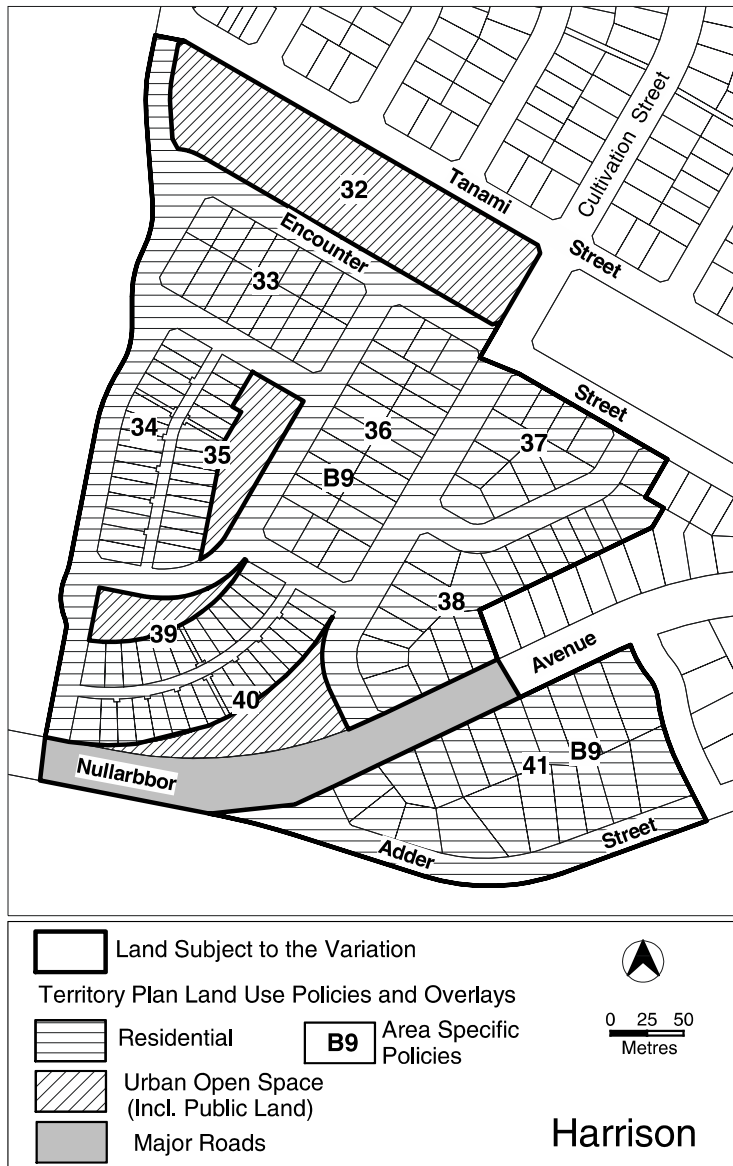 Cultivation Street
32
Tanami
Street
Encounter
33
Street
34
35
36
37
B9
38
39
Avenue
40
41
B9
Nullarbbor
Adder
Street
Land Subject to the Variation
Territory Plan Land Use Policies and Overlays
Residential
B9
Area Specific
Policies
0 25 50
Metres
Urban Open Space
(Incl. Public Land)
Major Roads
Harrison